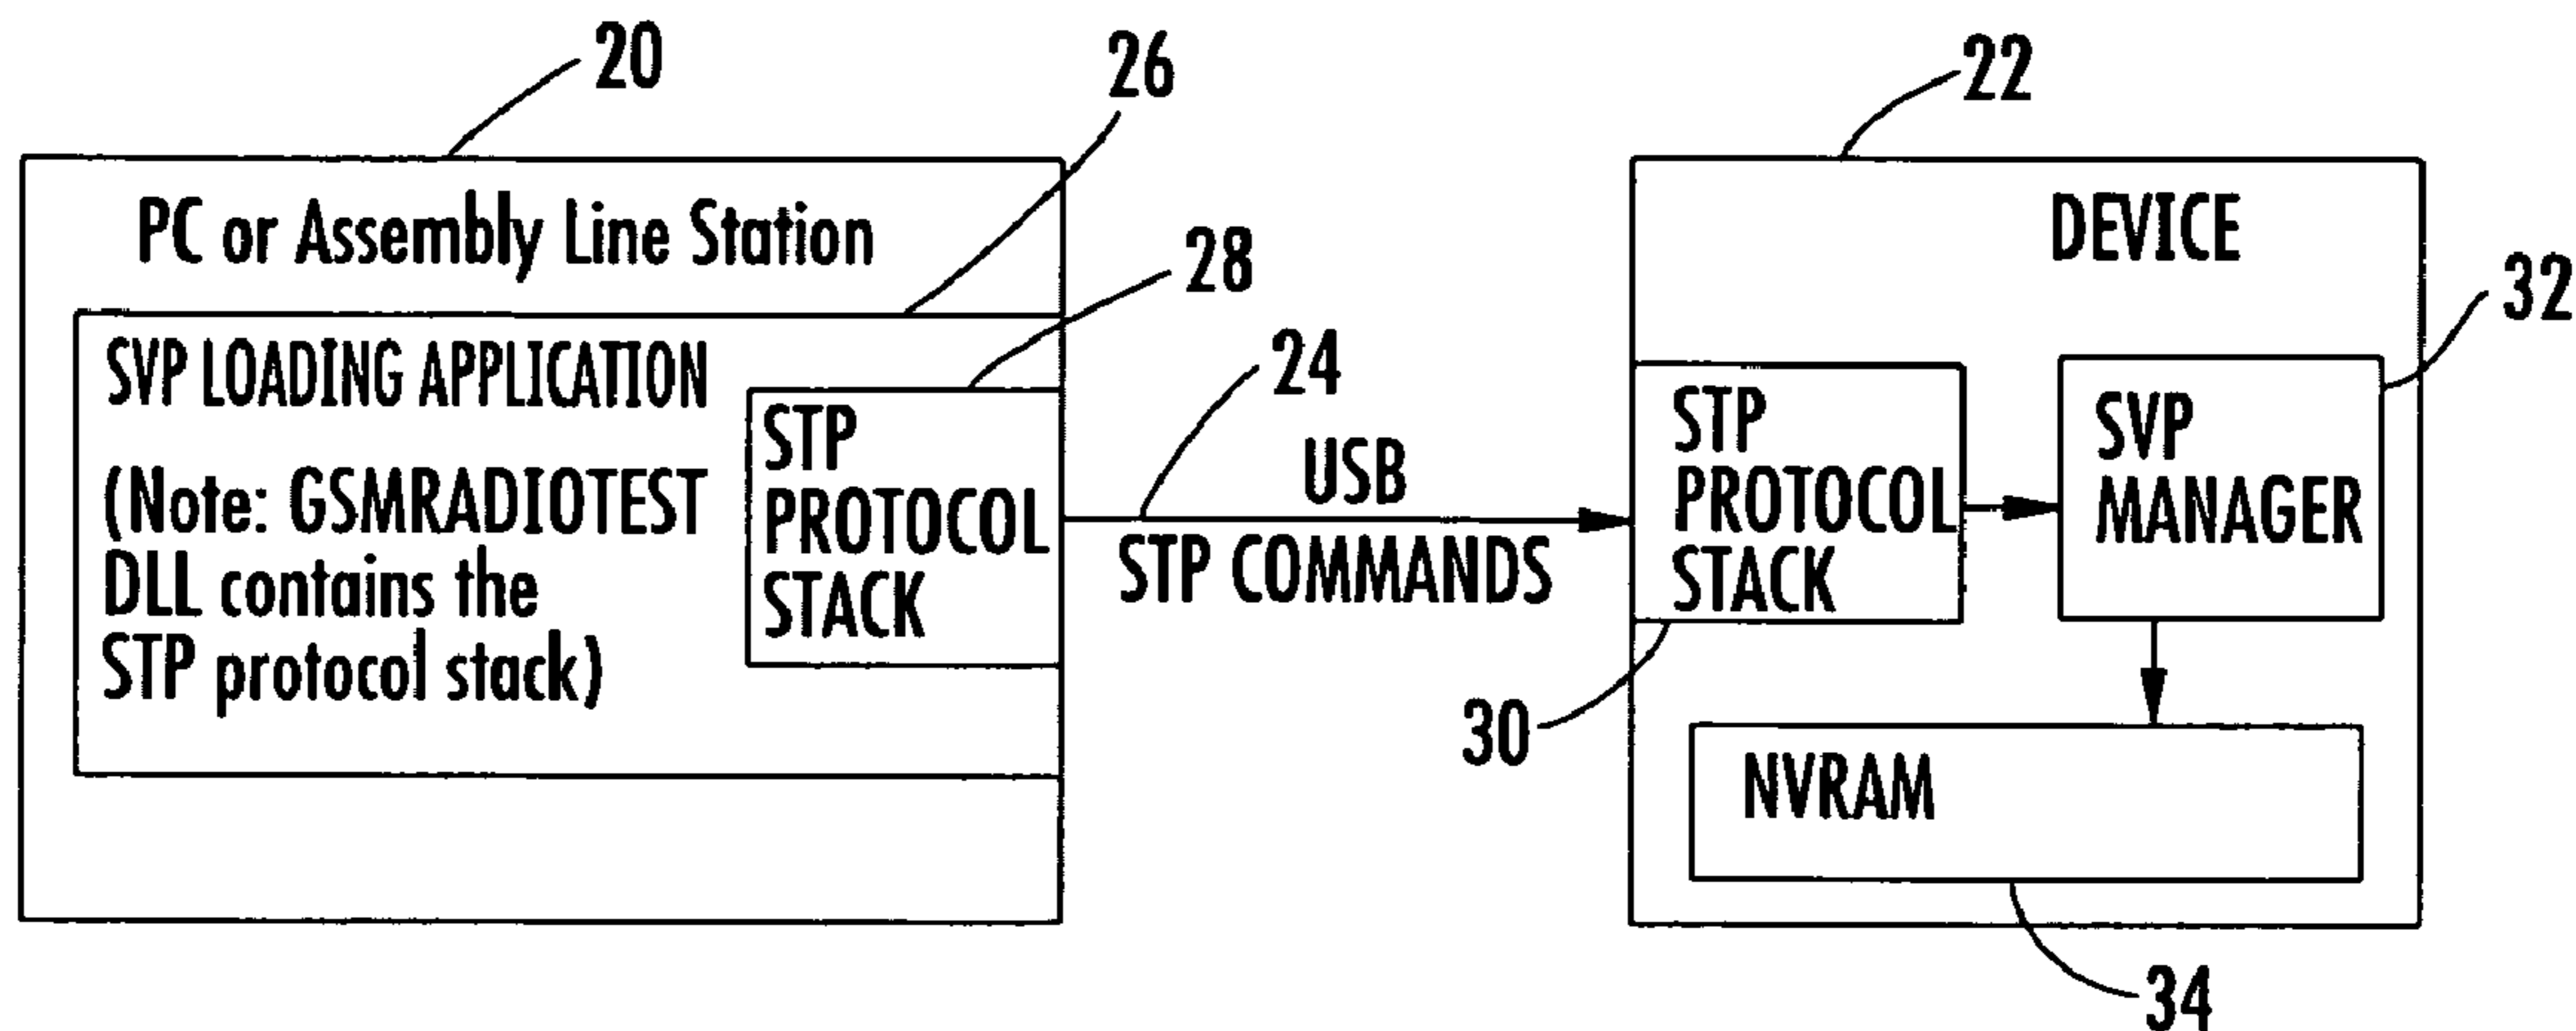 20
26
22
PC or Assembly Line Station
28
DEVICE
32
SVP LOADING APPLICATION
(Note: GSMRADIOTEST
DLL contains the
STP protocol stack)
STP
PROTOCOL
STACK
24
USB
STP COMMANDS
STP
PROTOCOL
STACK
SVP
MANAGER
30
NVRAM
34